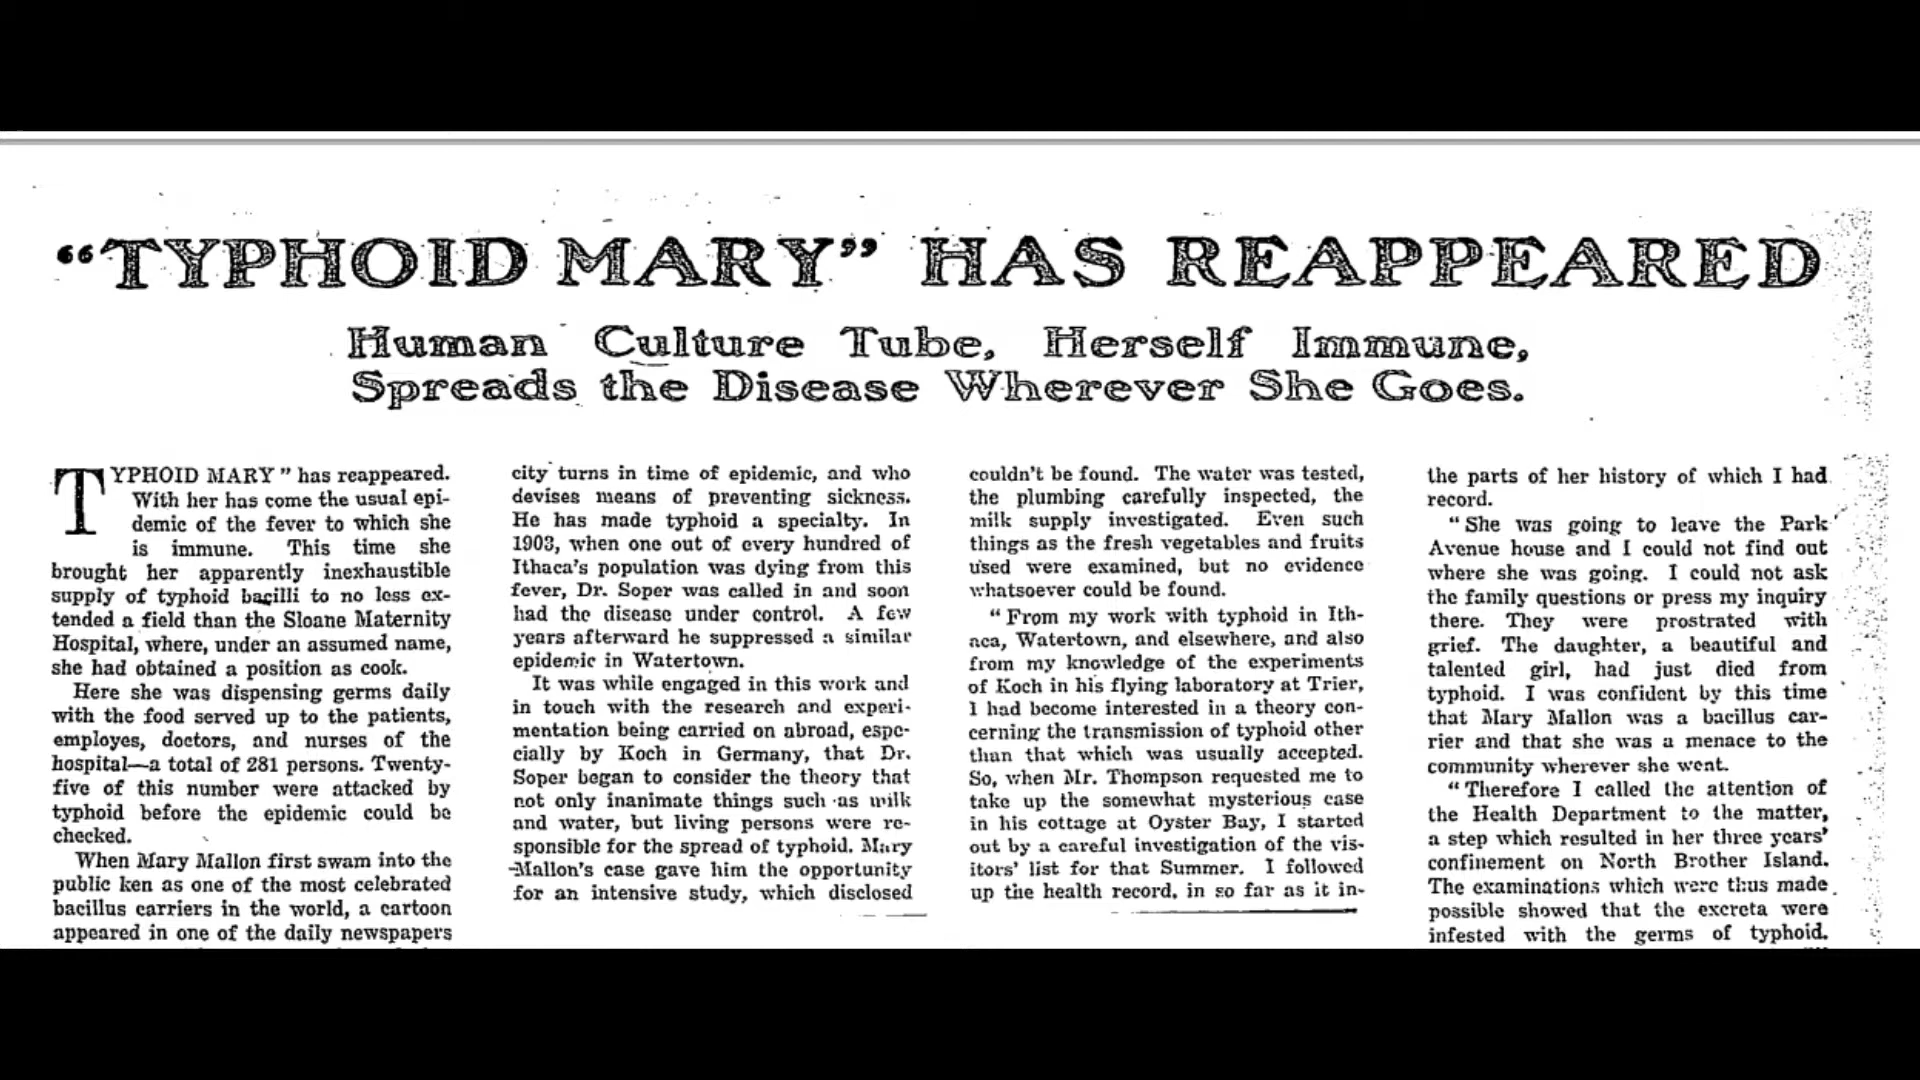 “TYPHOID MARY” HAS REAPPEARED
Human Culture Tube, Herself Immune,
Spreads the Disease Wherever She Goes.
TYPHOID MARY” has reappeared.
With her has come the usual epi-
demic of the fever to which she
is immune. This time she
brought her apparently inexhaustible
supply of typhoid bacilli to no less ex-
tended a field than the Sloane Maternity
Hospital, where, under an assumed name,
she had obtained a position as cook.
Here she was dispensing germs daily
with the food served up to the patients,
employes, doctors, and nurses of the
hospital—a total of 281 persons. Twenty-
five of this number were attacked by
typhoid before the epidemic could be
checked.
When Mary Mallon first swam into the
public ken as one of the most celebrated
bacillus carriers in the world, a cartoon
appeared in one of the daily newspapers
city turns in time of epidemic, and who
devises means of preventing sickness.
He has made typhoid a specialty. In
1903, when one out of every hundred of
Ithaca’s population was dying from this
fever, Dr. Soper was called in and soon
had the disease under control. A few
years afterward he suppressed a similar
epidemic in Watertown.
It was while engaged in this work and
in touch with the research and experi-
mentation being carried on abroad, espe-
cially by Koch in Germany, that Dr.
Soper began to consider the theory that
not only inanimate things such as milk
and water, but living persons were re-
sponsible for the spread of typhoid. Mary
Mallon’s case gave him the opportunity
for an intensive study, which disclosed
couldn’t be found. The water was tested,
the plumbing carefully inspected, the
milk supply investigated. Even such
things as the fresh vegetables and fruits
used were examined, but no evidence
whatsoever could be found.
“From my work with typhoid in Ith-
aca, Watertown, and elsewhere, and also
from my knowledge of the experiments
of Koch in his flying laboratory at Trier,
I had become interested in a theory con-
cerning the transmission of typhoid other
than that which was usually accepted.
So, when Mr. Thompson requested me to
take up the somewhat mysterious case
in his cottage at Oyster Bay, I started
out by a careful investigation of the vis-
itors’ list for that Summer. I followed
up the health record, in so far as it in-
the parts of her history of which I had
record.
“She was going to leave the Park
Avenue house and I could not find out
where she was going. I could not ask
the family questions or press my inquiry
there. They were prostrated with
grief. The daughter, a beautiful and
talented girl, had just died from
typhoid. I was confident by this time
that Mary Mallon was a bacillus car-
rier and that she was a menace to the
community wherever she went.
“Therefore I called the attention of
the Health Department to the matter,
a step which resulted in her three years’
confinement on North Brother Island.
The examinations which were thus made
possible showed that the excreta were
infested with the germs of typhoid.